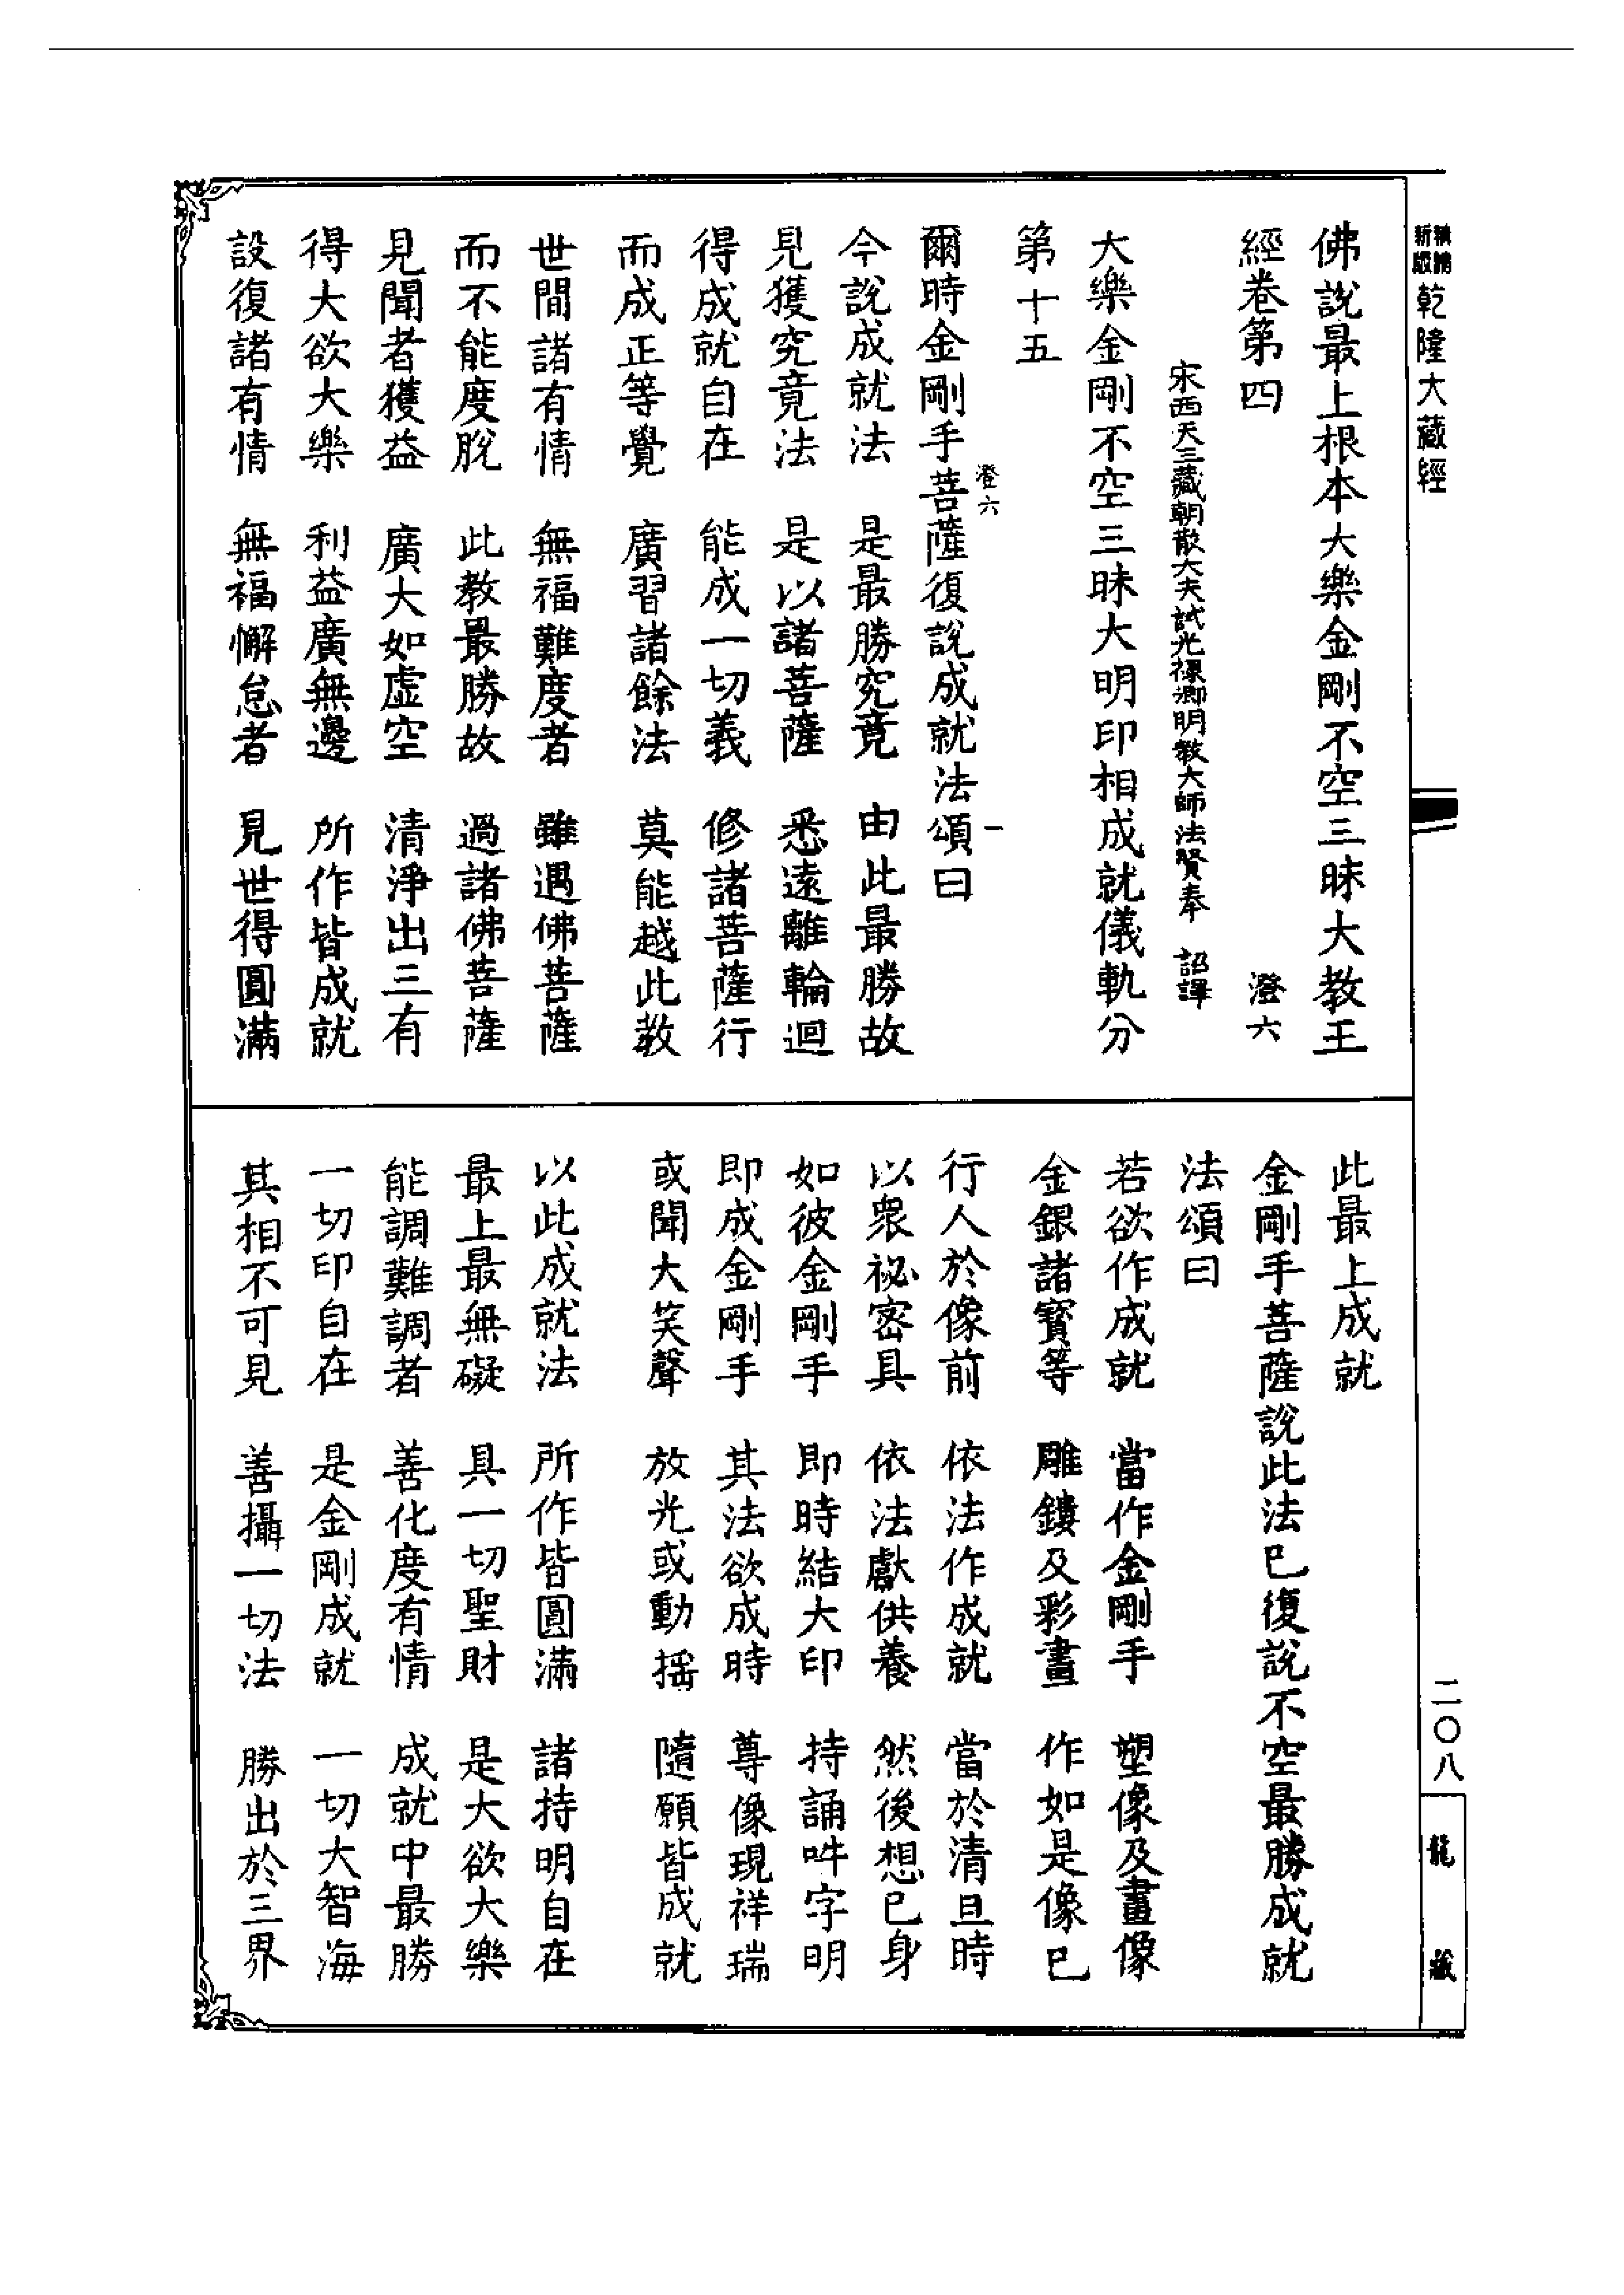 新版精博乾隆大藏經
佛說最上根本大樂金剛不空三昧大教王
經卷第四 澄六
宋西天三藏朝散大夫試光祿卿明教大師法賢奉 詔譯
大樂金剛不空三昧大明印相成就儀軌分
第十五
澄六 一
爾時金剛手菩薩復說成就法頌曰
今說成就法 是最勝究竟 由此最勝故
見獲究竟法 是以諸菩薩 悉遠離輪迴
得成就自在 能成一切義 修諸菩薩行
而成正等覺 廣習諸餘法 莫能越此教
世間諸有情 無福難度者 雖遇佛菩薩
而不能度脫 此教最勝故 過諸佛菩薩
見聞者獲益 廣大如虛空 清淨出三有
得大欲大樂 利益廣無邊 所作皆成就
設復諸有情 無福懈怠者 見世得圓滿
此最上成就
金剛手菩薩說此法已復說不空最勝成就
法頌曰
若欲作成就 當作金剛手 塑像及畫像
金銀諸寶等 雕鏤及彩畫 作如是像已
行人於像前 依法作成就 當於清旦時
以眾祕密具 依法獻供養 然後想已身
如彼金剛手 即時結大印 持誦吽字明
即成金剛手 其法欲成時 尊像現祥瑞
或聞大笑聲 放光或動搖 隨願皆成就
以此成就法 所作皆圓滿 諸持明自在
最上最無礙 具一切聖財 是大欲大樂
能調難調者 善化度有情 成就中最勝
一切印自在 是金剛成就 一切大智海
其相不可見 善攝一切法 勝出於三界
二〇八
龍藏